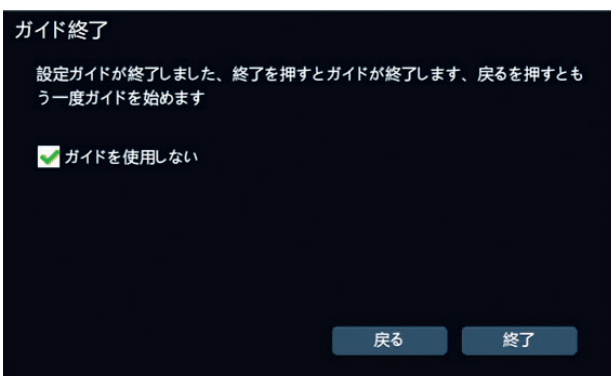 ガイド終了
設定ガイドが終了しました、終了を押すとガイドが終了します、戻るを押すとも
う一度ガイドを始めます
ガイドを使用しない
戻る
終了